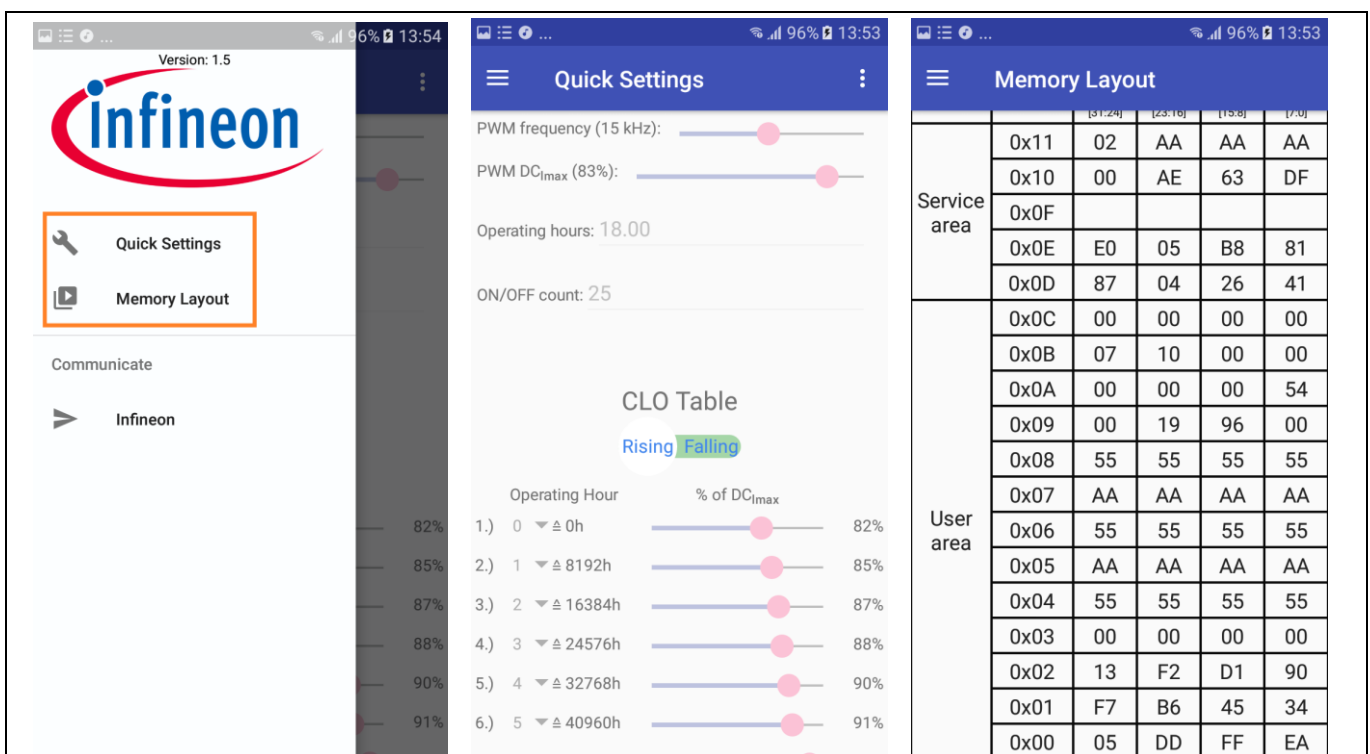 ... 96% 13:54
Version: 1.5
infineon
Quick Settings
Memory Layout
Communicate
Infineon
82%
85%
87%
88%
90%
91%
... 96% 13:53
Quick Settings
PWM frequency (15 kHz):
PWM DCImax (83%):
Operating hours: 18.00
ON/OFF count: 25
CLO Table
Rising Falling
Operating Hour % of DCImax
1.) 0 ≙ 0h 82%
2.) 1 ≙ 8192h 85%
3.) 2 ≙ 16384h 87%
4.) 3 ≙ 24576h 88%
5.) 4 ≙ 32768h 90%
6.) 5 ≙ 40960h 91%
... 96% 13:53
Memory Layout
[31:24] [23:16] [15:8] [7:0]
Service area
0x11 02 AA AA AA
0x10 00 AE 63 DF
0x0F
0x0E E0 05 B8 81
0x0D 87 04 26 41
User area
0x0C 00 00 00 00
0x0B 07 10 00 00
0x0A 00 00 00 54
0x09 00 19 96 00
0x08 55 55 55 55
0x07 AA AA AA AA
0x06 55 55 55 55
0x05 AA AA AA AA
0x04 55 55 55 55
0x03 00 00 00 00
0x02 13 F2 D1 90
0x01 F7 B6 45 34
0x00 05 DD FF EA